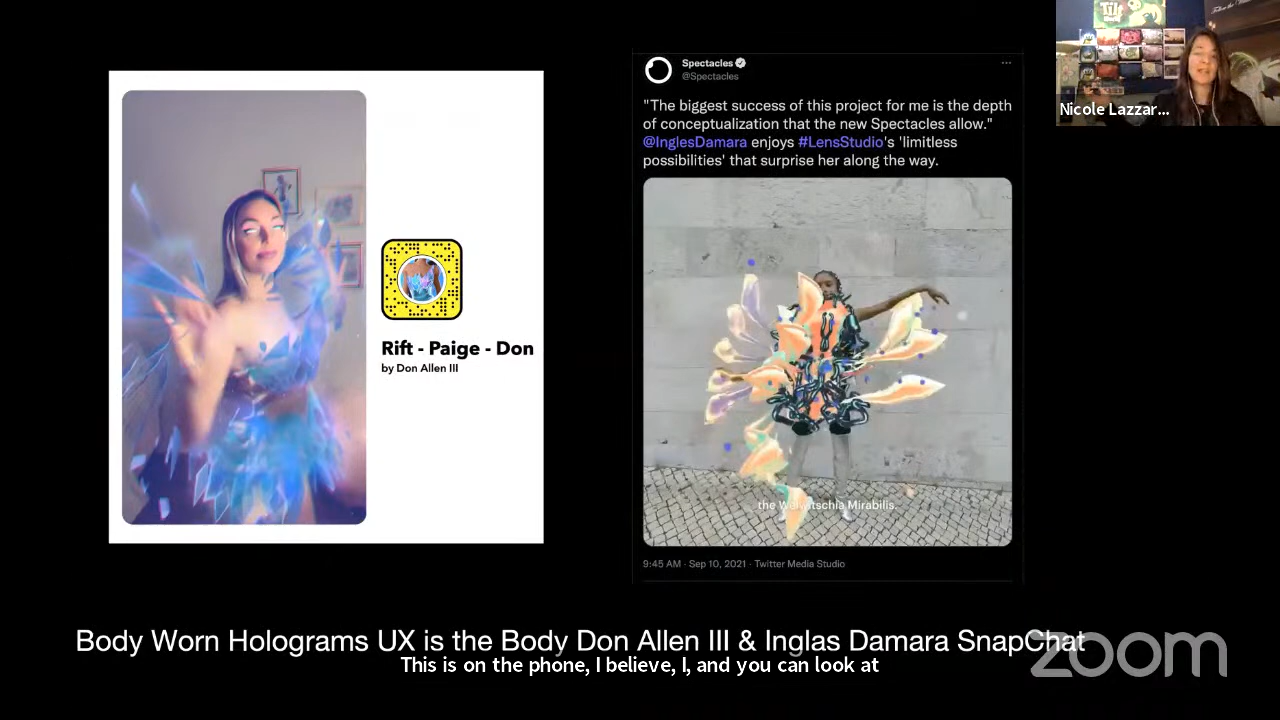 Tilt
Nicole Lazzar...
Spectacles
@Spectacles
"The biggest success of this project for me is the depth
of conceptualization that the new Spectacles allow."
@InglesDamara enjoys #LensStudio's 'limitless
possibilities' that surprise her along the way.
Rift - Paige - Don
by Don Allen III
Mirabilis.
9:45 AM · Sep 10, 2021 · Twitter Media Studio
Body Worn Holograms UX is the Body Don Allen III & Inglas Damara SnapChat
This is on the phone, I believe, I, and you can look at
zoom